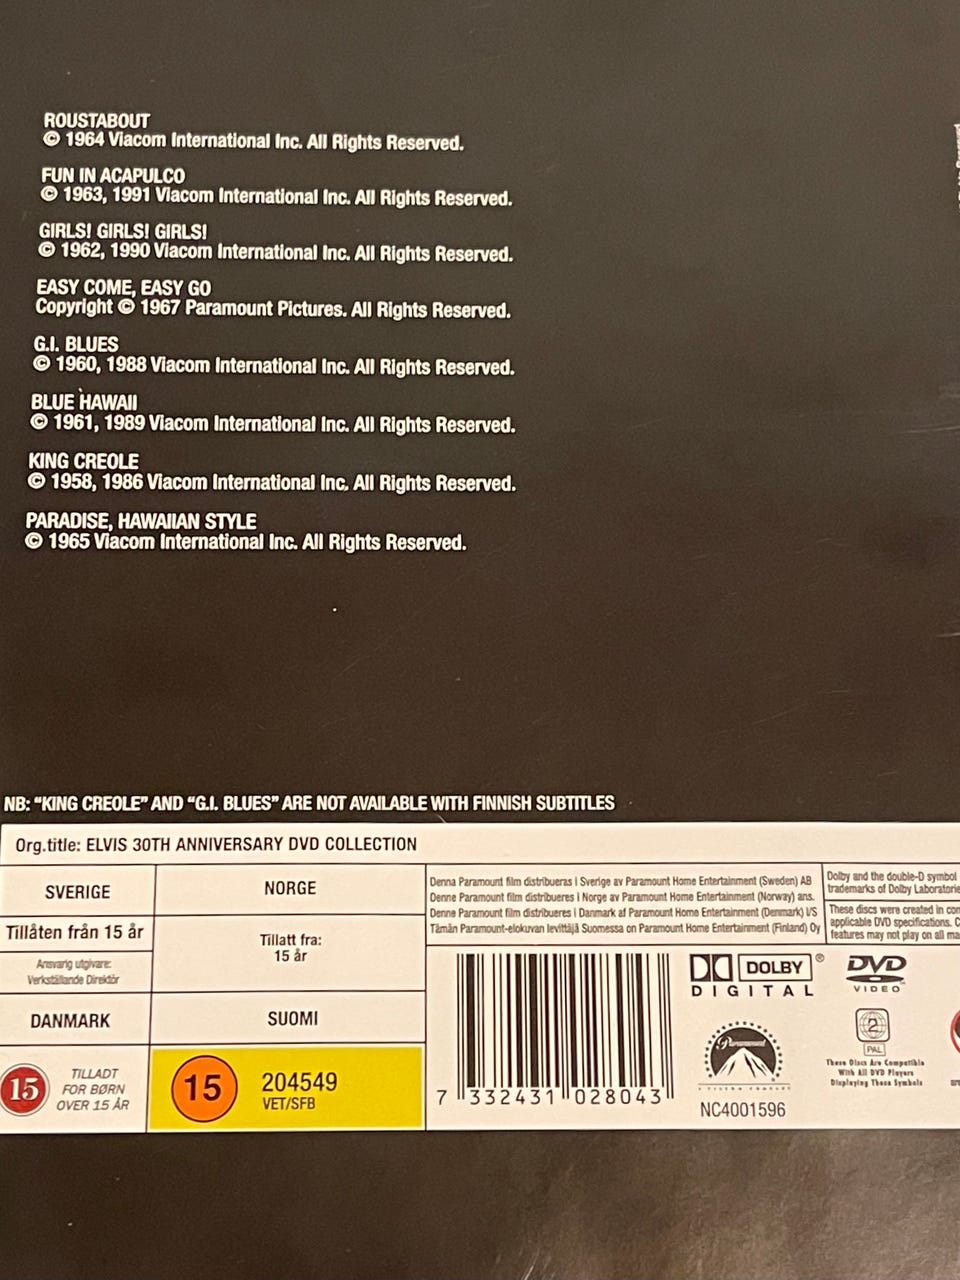 ROUSTABOUT
© 1964 Viacom International Inc. All Rights Reserved.
FUN IN ACAPULCO
© 1963, 1991 Viacom International Inc. All Rights Reserved.
GIRLS! GIRLS! GIRLS!
© 1962, 1990 Viacom International Inc. All Rights Reserved.
EASY COME, EASY GO
Copyright © 1967 Paramount Pictures. All Rights Reserved.
G.I. BLUES
© 1960, 1988 Viacom International Inc. All Rights Reserved.
BLUE HAWAII
© 1961, 1989 Viacom International Inc. All Rights Reserved.
KING CREOLE
© 1958, 1986 Viacom International Inc. All Rights Reserved.
PARADISE, HAWAIIAN STYLE
© 1965 Viacom International Inc. All Rights Reserved.
NB: “KING CREOLE” AND “G.I. BLUES” ARE NOT AVAILABLE WITH FINNISH SUBTITLES
Org.title: ELVIS 30TH ANNIVERSARY DVD COLLECTION
SVERIGE
Tillåten från 15 år
Ansvarig utgivare:
Verkställande Direktör
NORGE
Tillatt fra:
15 år
DANMARK
15
TILLADT
FOR BØRN
OVER 15 ÅR
SUOMI
15
204549
VET/SFB
Denna Paramount film distribueras i Sverige av Paramount Home Entertainment (Sweden) AB
Denne Paramount film distribueres i Norge av Paramount Home Entertainment (Norway) ans.
Denne Paramount film distribueres i Danmark af Paramount Home Entertainment (Denmark) I/S
Tämän Paramount-elokuvan levittäjä Suomessa on Paramount Home Entertainment (Finland) Oy
Dolby and the double-D symbol
trademarks of Dolby
These discs were created in
applicable DVD specifications.
features may not play on all
7 332431 028043
DOLBY ®
DIGITAL
DVD
VIDEO
Paramount
NC4001596
2
PAL
These Discs Are Compatible
With All DVD Players
Displaying These Symbols